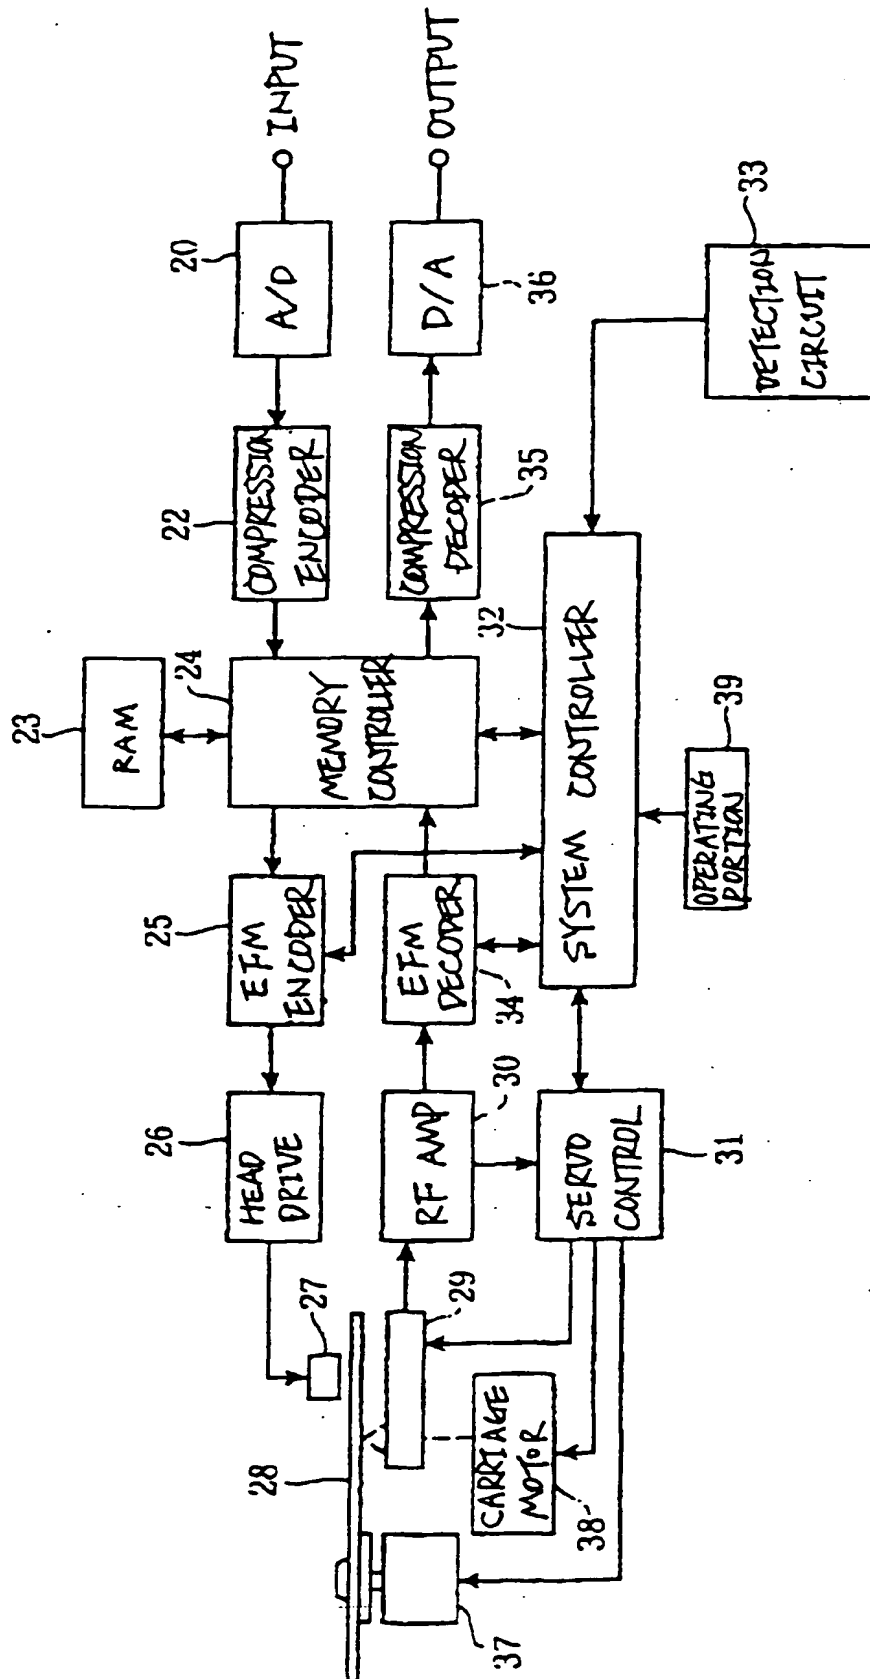 23
RAM
24
22
20
25
26
27
28
HEAD
DRIVE
EFM
ENCODER
MEMORY
CONTROLLER
COMPRESSION
ENCODER
A/D
INPUT
29
RF AMP
30
EFM
DECODER
34
COMPRESSION
DECODER
35
D/A
36
OUTPUT
37
CARRIAGE
MOTOR
38
SERVO
CONTROL
31
SYSTEM CONTROLLER
32
OPERATING
PORTION
39
DETECTION
CIRCUIT
33